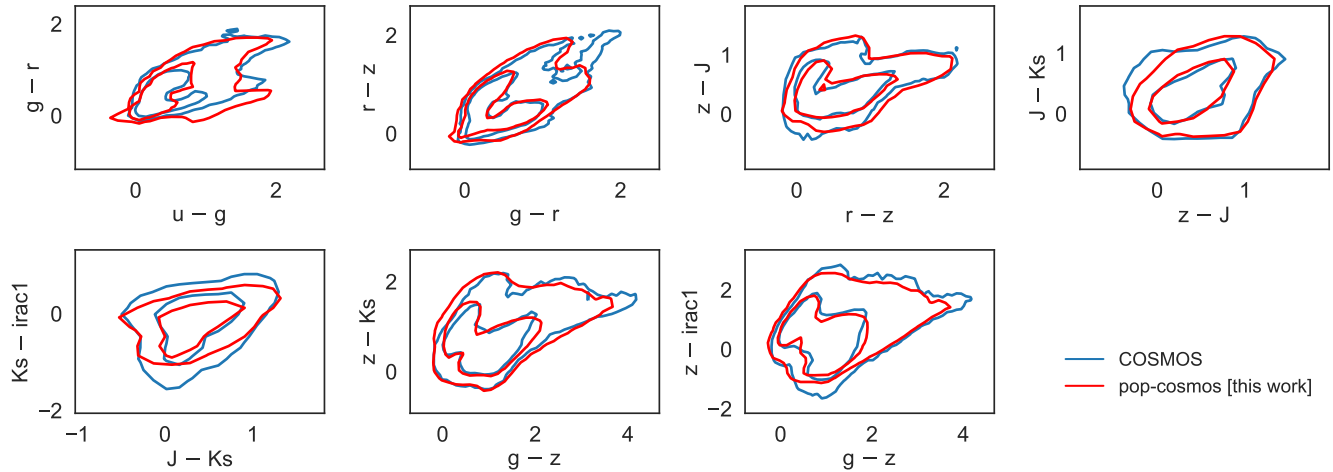 2
0
g − r
0 2
u − g
2
0
r − z
0 2
g − r
1
0
z − J
0 2
r − z
1
0
J − Ks
0 1
z − J
0
−2
Ks − irac1
−1 0 1
J − Ks
2
0
z − Ks
0 2 4
g − z
2
0
−2
z − irac1
0 2 4
g − z
COSMOS
pop-cosmos [this work]